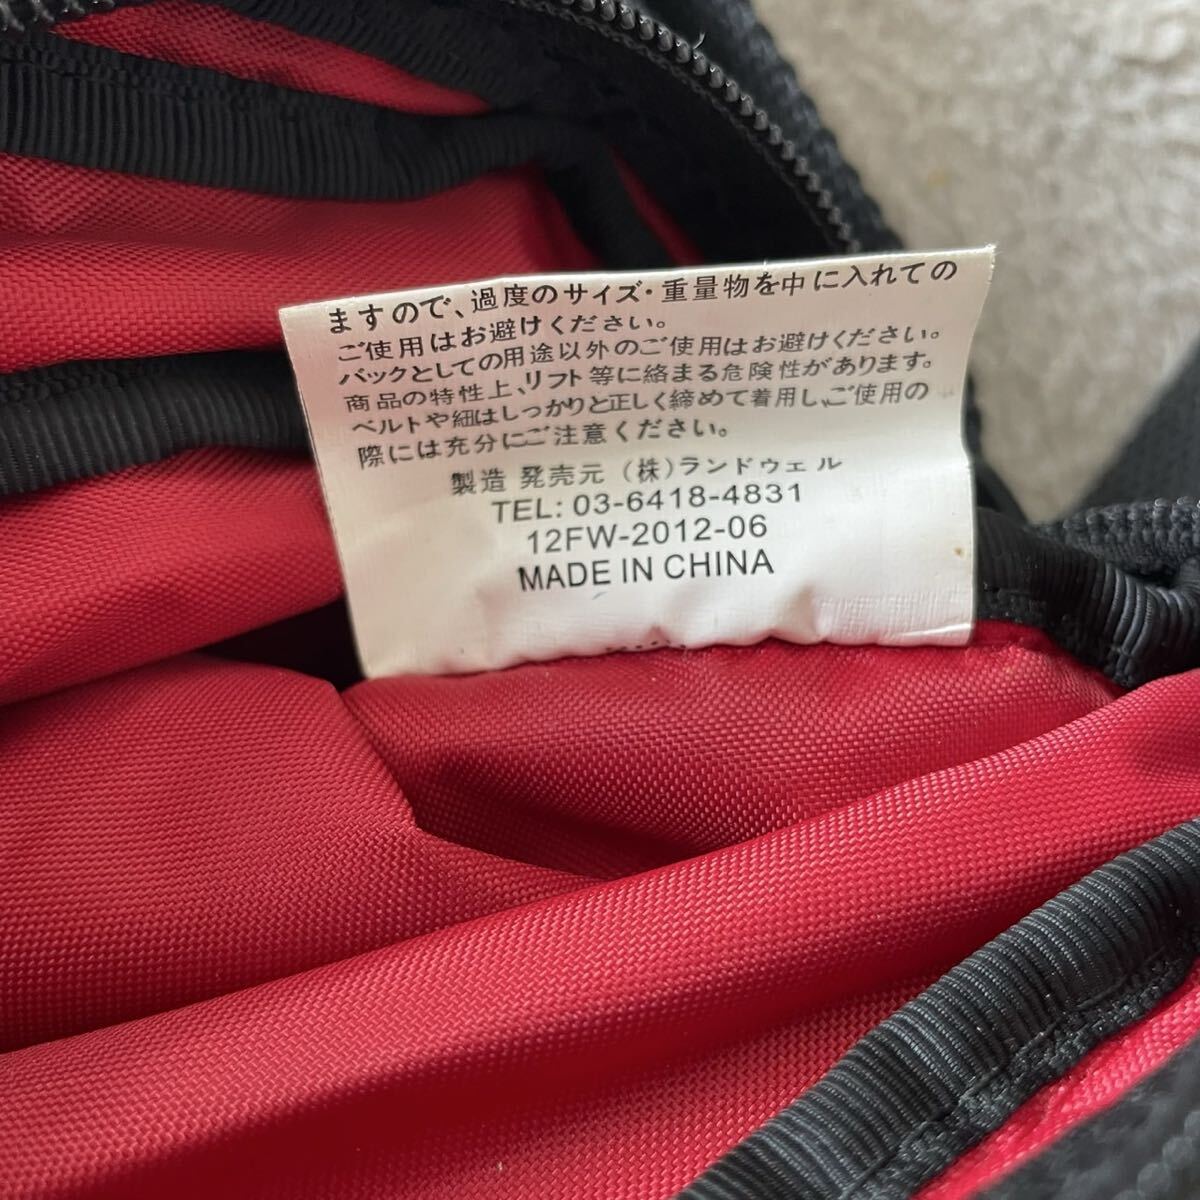 ますので、過度のサイズ・重量物を中に入れての
ご使用はお避けください。
バックとしての用途以外のご使用はお避けください。
商品の特性上、リフト等に絡まる危険性があります。
ベルトや紐はしっかりと正しく締めて着用し、ご使用の
際には充分にご注意ください。
製造 発売元 (株)ランドウェル
TEL: 03-6418-4831
12FW-2012-06
MADE IN CHINA